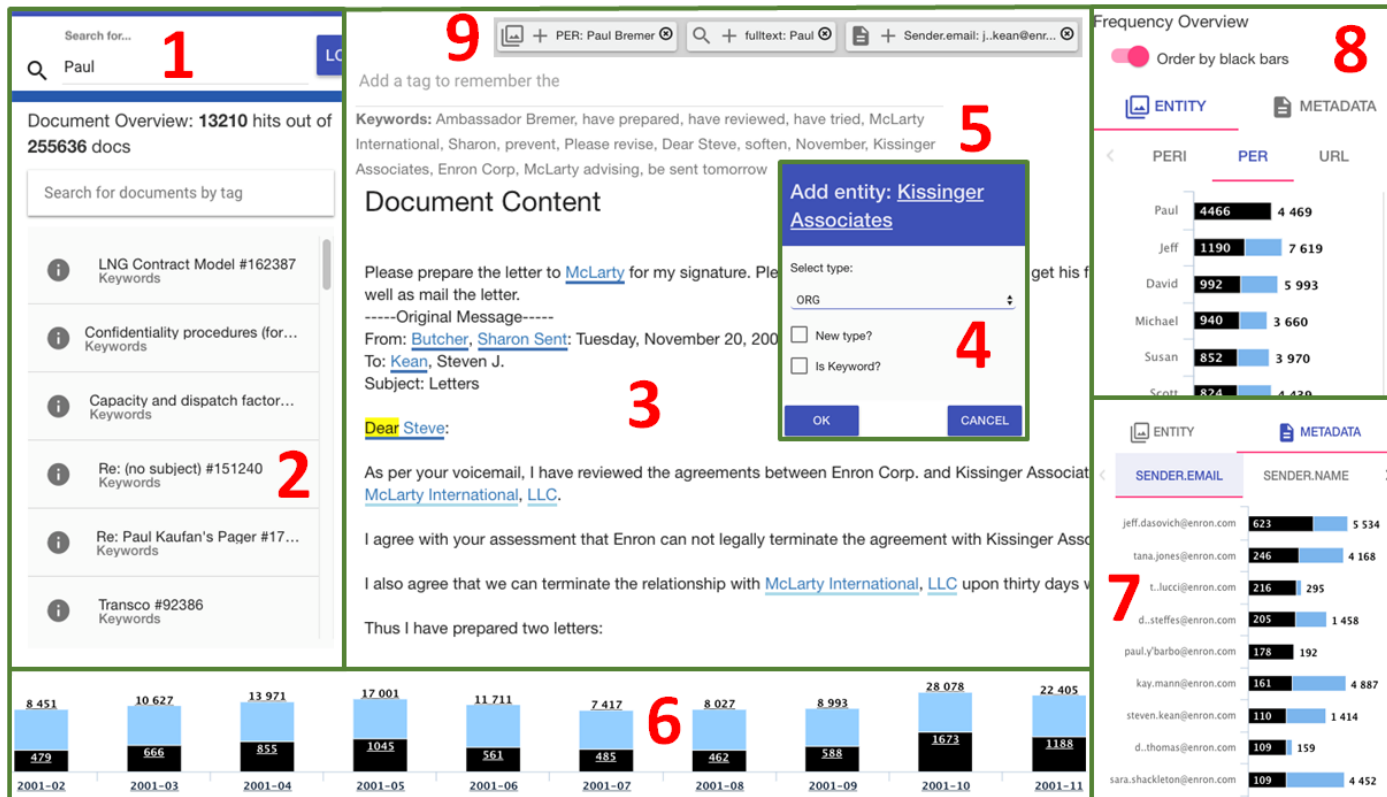 Search for...
1
Paul
LO
Document Overview: 13210 hits out of
255636 docs
Search for documents by tag
LNG Contract Model #162387
Keywords
Confidentiality procedures (for...
Keywords
Capacity and dispatch factor...
Keywords
Re: (no subject) #151240
Keywords
2
Re: Paul Kaufan's Pager #17...
Keywords
Transco #92386
Keywords
9
+ PER: Paul Bremer
+ fulltext: Paul
+ Sender.email: j..kean@enr...
Add a tag to remember the
Keywords: Ambassador Bremer, have prepared, have reviewed, have tried, McLarty
International, Sharon, prevent, Please revise, Dear Steve, soften, November, Kissinger
Associates, Enron Corp, McLarty advising, be sent tomorrow
5
Document Content
Please prepare the letter to McLarty for my signature. Ple
get his f
well as mail the letter.
-----Original Message-----
From: Butcher, Sharon Sent: Tuesday, November 20, 200
To: Kean, Steven J.
Subject: Letters
3
Dear Steve:
As per your voicemail, I have reviewed the agreements between Enron Corp. and Kissinger Associat
McLarty International, LLC.
I agree with your assessment that Enron can not legally terminate the agreement with Kissinger Asso
I also agree that we can terminate the relationship with McLarty International, LLC upon thirty days w
Thus I have prepared two letters:
Add entity: Kissinger
Associates
Select type:
ORG
New type?
Is Keyword?
4
OK
CANCEL
Frequency Overview
Order by black bars
8
ENTITY
METADATA
PERI
PER
URL
Paul 4466 4 469
Jeff 1190 7 619
David 992 5 993
Michael 940 3 660
Susan 852 3 970
Scott 824 4 439
ENTITY
METADATA
SENDER.EMAIL
SENDER.NAME
jeff.dasovich@enron.com 623 5 534
tana.jones@enron.com 246 4 168
t..lucci@enron.com 216 295
7
d..steffes@enron.com 205 1 458
paul.y'barbo@enron.com 178 192
kay.mann@enron.com 161 4 887
steven.kean@enron.com 110 1 414
d..thomas@enron.com 109 159
sara.shackleton@enron.com 109 4 452
8 451 10 627 13 971 17 001 11 711 7 417 8 027 8 993 28 078 22 405
6
479 666 855 1045 561 485 462 588 1673 1188
2001-02 2001-03 2001-04 2001-05 2001-06 2001-07 2001-08 2001-09 2001-10 2001-11